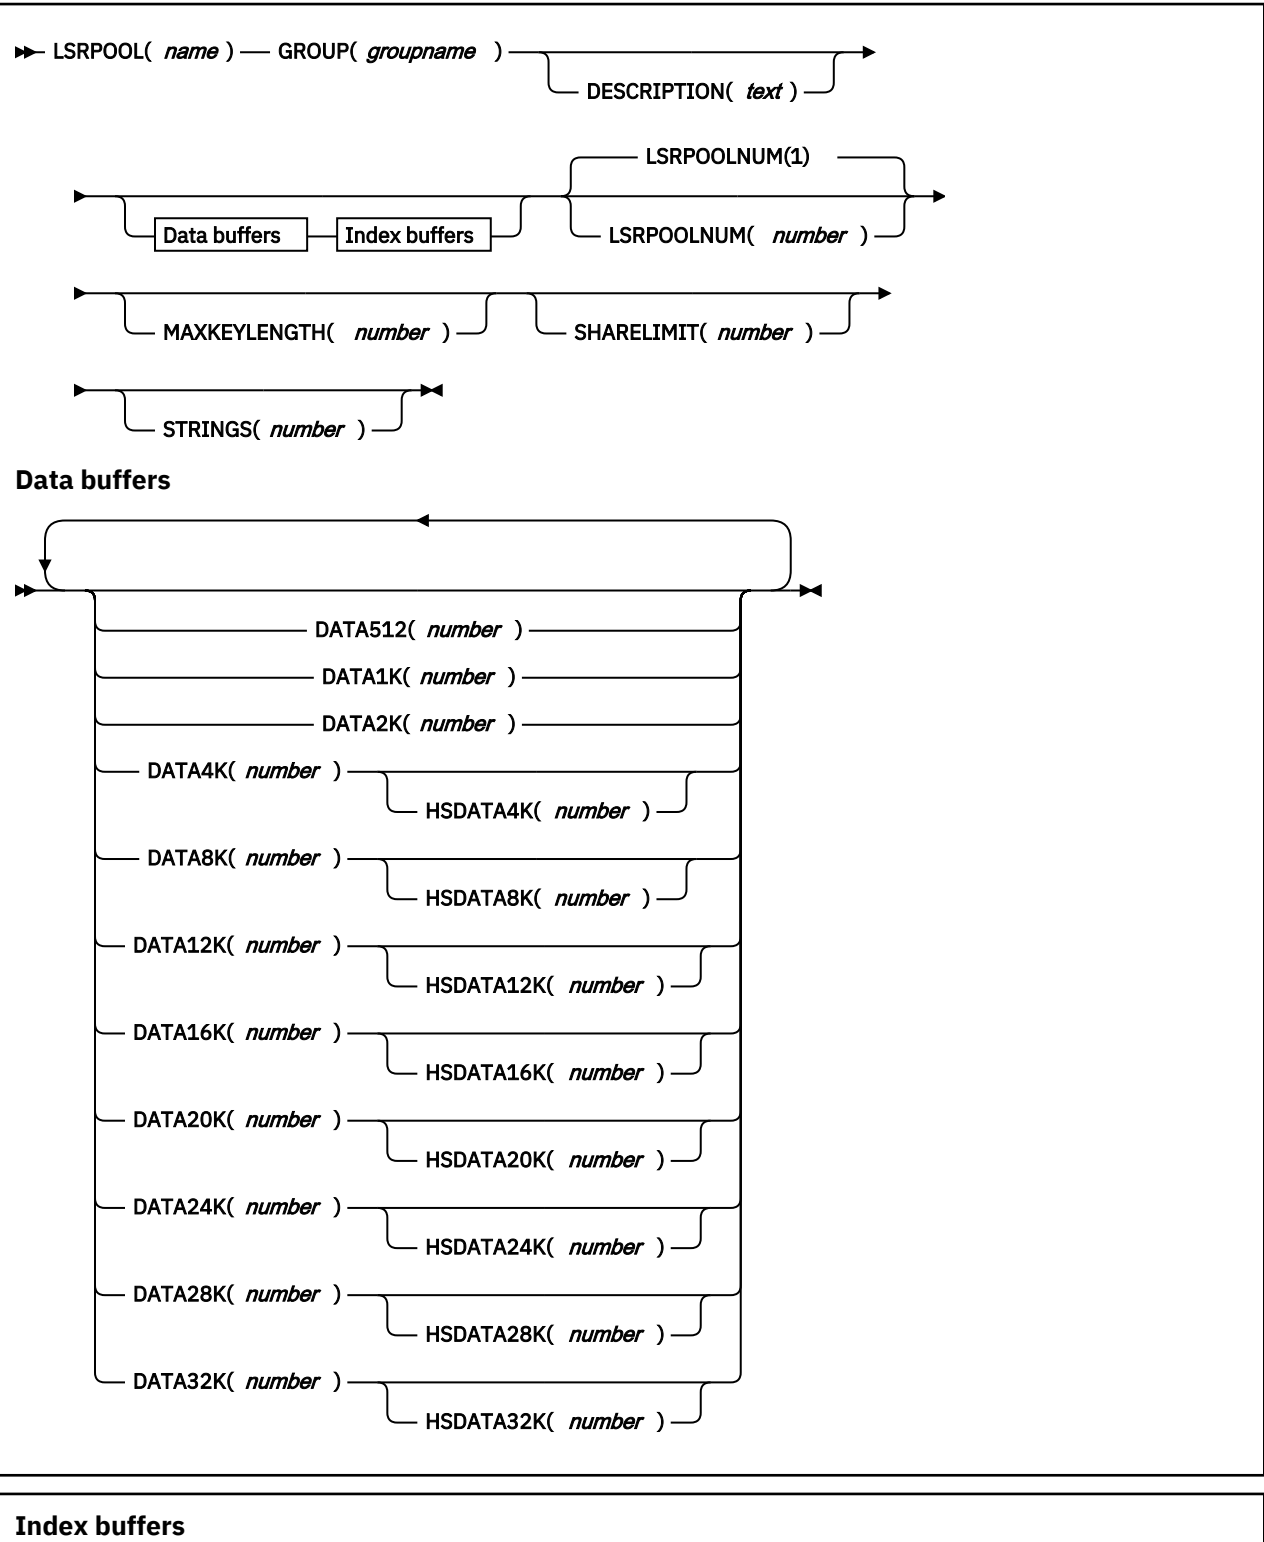 LSRPOOL( name ) GROUP( groupname )
DESCRIPTION( text )
LSRPOOLNUM(1)
Data buffers Index buffers LSRPOOLNUM( number )
MAXKEYLENGTH( number ) SHARELIMIT( number )
STRINGS( number )
Data buffers
DATA512( number )
DATA1K( number )
DATA2K( number )
DATA4K( number )
HSDATA4K( number )
DATA8K( number )
HSDATA8K( number )
DATA12K( number )
HSDATA12K( number )
DATA16K( number )
HSDATA16K( number )
DATA20K( number )
HSDATA20K( number )
DATA24K( number )
HSDATA24K( number )
DATA28K( number )
HSDATA28K( number )
DATA32K( number )
HSDATA32K( number )
Index buffers